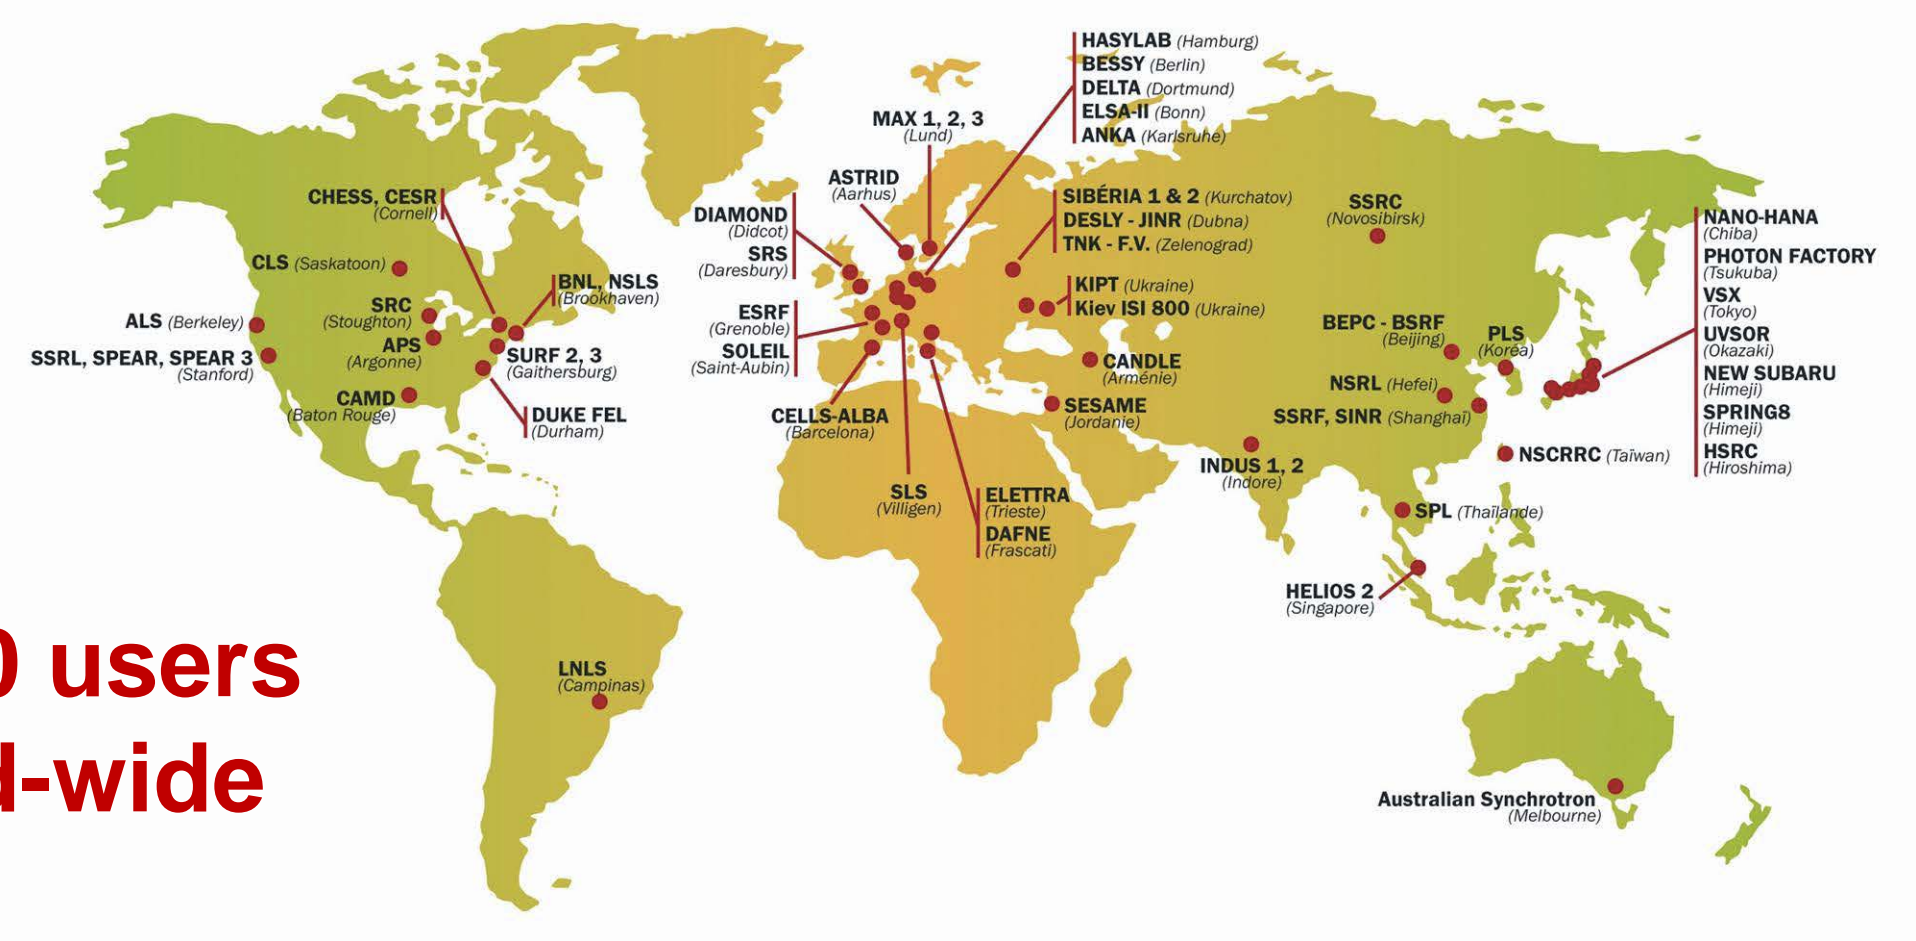 HASYLAB (Hamburg)
BESSY (Berlin)
DELTA (Dortmund)
ELSA-II (Bonn)
ANKA (Karlsruhe)
MAX 1, 2, 3
(Lund)
ASTRID
(Aarhus)
CHESS, CESR
(Cornell)
DIAMOND
(Didcot)
SRS
(Daresbury)
SIBÉRIA 1 & 2 (Kurchatov)
DESLY - JINR (Dubna)
TNK - F.V. (Zelenograd)
SSRC
(Novosibirsk)
NANO-HANA
(Chiba)
PHOTON FACTORY
(Tsukuba)
VSX
(Tokyo)
UVSOR
(Okazaki)
NEW SUBARU
(Himeji)
SPRING8
(Himeji)
HSRC
(Hiroshima)
CLS (Saskatoon)
BNL, NSLS
(Brookhaven)
KIPT (Ukraine)
Kiev ISI 800 (Ukraine)
SRC
(Stoughton)
ALS (Berkeley)
ESRF
(Grenoble)
SOLEIL
(Saint-Aubin)
BEPC - BSRF
(Beijing)
PLS
(Koréa)
APS
(Argonne)
SSRL, SPEAR, SPEAR 3
(Stanford)
SURF 2, 3
(Gaithersburg)
CANDLE
(Arménie)
NSRL (Hefei)
CAMD
(Baton Rouge)
DUKE FEL
(Durham)
CELLS-ALBA
(Barcelona)
SESAME
(Jordanie)
SSRF, SINR (Shanghaï)
NSCRRC (Taïwan)
INDUS 1, 2
(Indore)
SLS
(Villigen)
ELETTRA
(Trieste)
DAFNE
(Frascati)
SPL (Thaïlande)
HELIOS 2
(Singapore)
0 users
d-wide
LNLS
(Campinas)
Australian Synchrotron
(Melbourne)